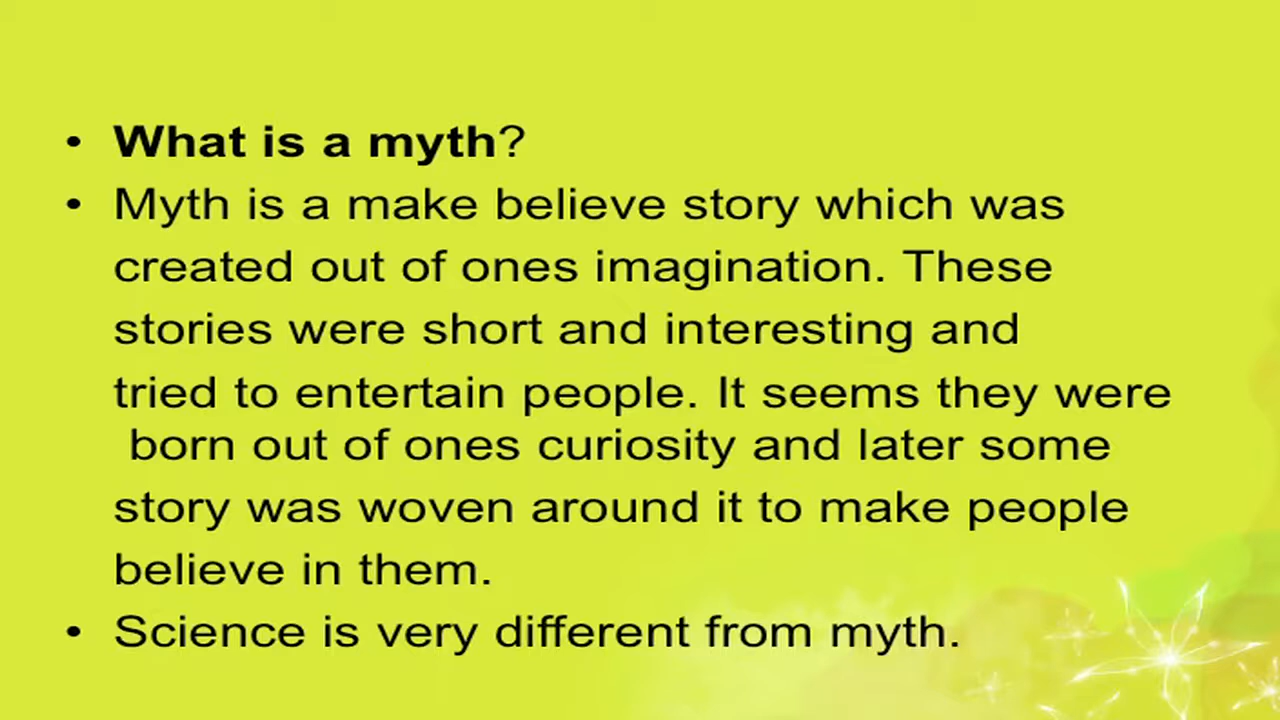 • What is a myth?
• Myth is a make believe story which was
created out of ones imagination. These
stories were short and interesting and
tried to entertain people. It seems they were
born out of ones curiosity and later some
story was woven around it to make people
believe in them.
• Science is very different from myth.